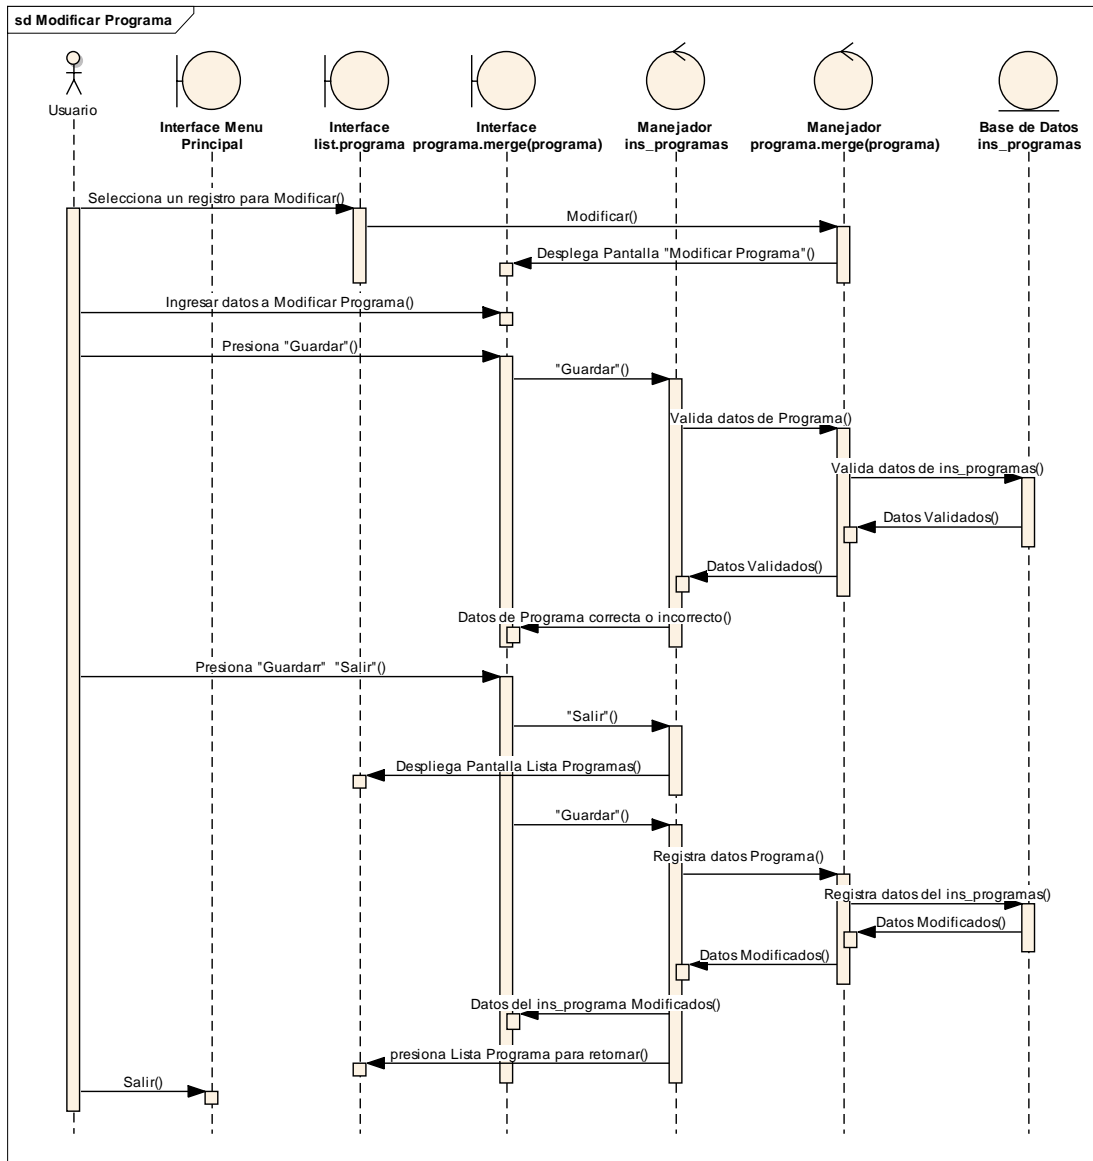 sd Modificar Programa
Usuario
Interface Menu
Principal
Interface
list.programa
Interface
programa.merge(programa)
Manejador
ins_programas
Manejador
programa.merge(programa)
Base de Datos
ins_programas
Selecciona un registro para Modificar()
Modificar()
Desplega Pantalla "Modificar Programa"()
Ingresar datos a Modificar Programa()
Presiona "Guardar"()
"Guardar"()
Valida datos de Programa()
Valida datos de ins_programas()
Datos Validados()
Datos Validados()
Datos de Programa correcta o incorrecto()
Presiona "Guardarr" "Salir"()
"Salir"()
Despliega Pantalla Lista Programas()
"Guardar"()
Registra datos Programa()
Registra datos del ins_programas()
Datos Modificados()
Datos Modificados()
Datos del ins_programa Modificados()
presiona Lista Programa para retornar()
Salir()